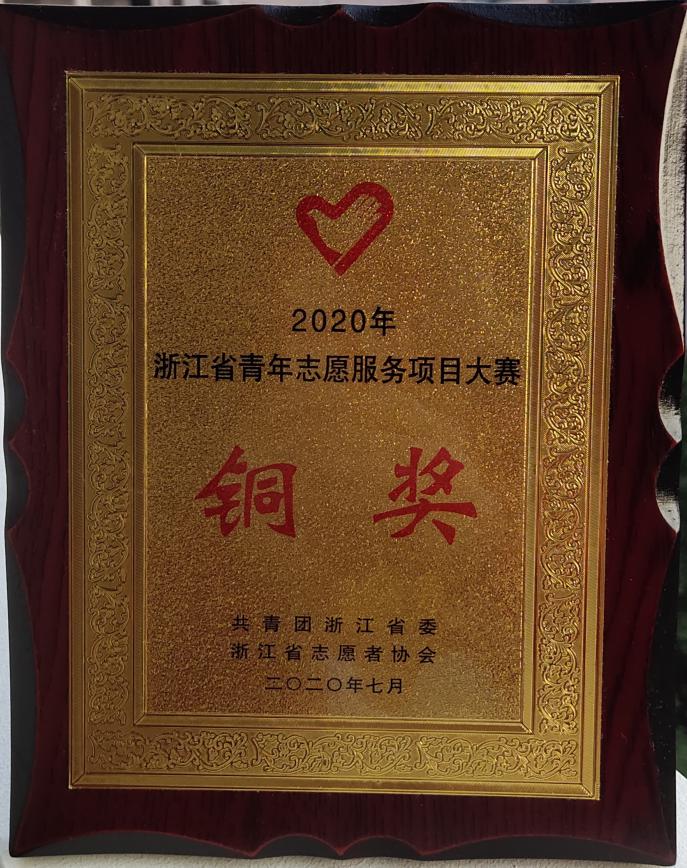 2020年
浙江省青年志愿服务项目大赛
铜 奖
共青团浙江省委
浙江省志愿者协会
二〇二〇年七月